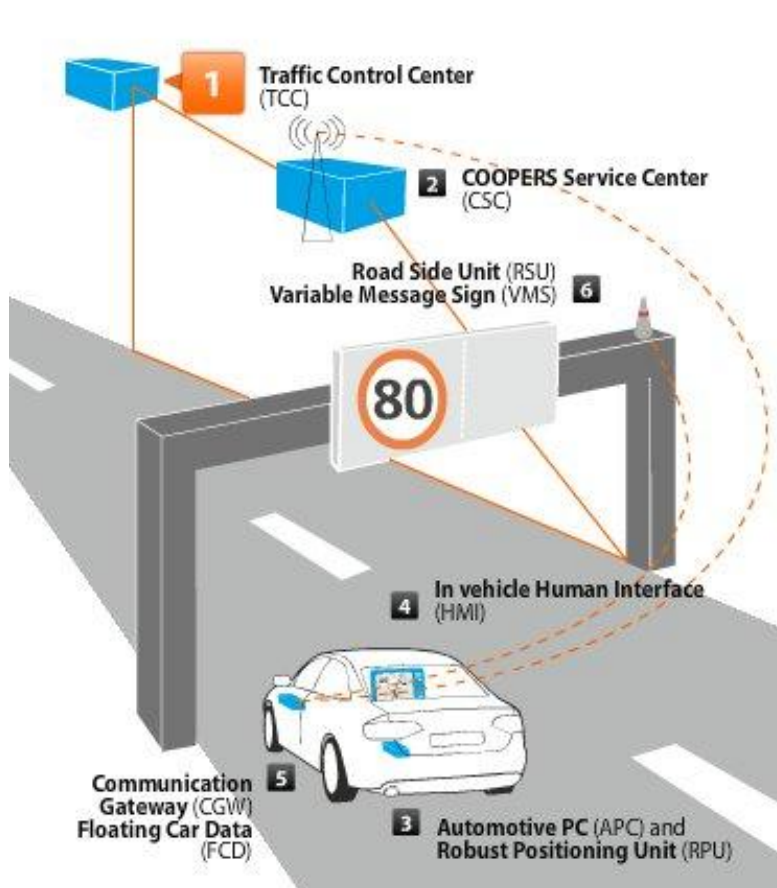 1
Traffic Control Center
(TCC)
2
COOPERS Service Center
(CSC)
Road Side Unit (RSU)
Variable Message Sign (VMS)
6
80
In vehicle Human Interface
4
(HMI)
Communication
5
Gateway (CGW)
Floating Car Data
(FCD)
3
Automotive PC (APC) and
Robust Positioning Unit (RPU)